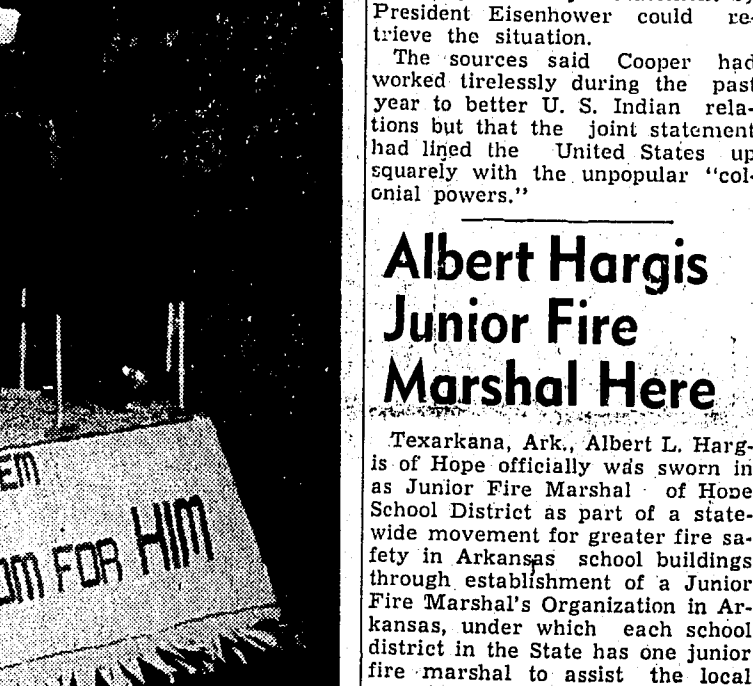 President Eisenhower could re-
trieve the situation.
The sources said Cooper had
worked tirelessly during the past
year to better U. S. Indian rela-
tions but that the joint statement
had lined the United States up
squarely with the unpopular "col-
onial powers."
Albert Hargis
Junior Fire
Marshal Here
Texarkana, Ark., Albert L. Harg-
is of Hope officially was sworn in
as Junior Fire Marshal of Hope
School District as part of a state-
wide movement for greater fire sa-
fety in Arkansas school buildings
through establishment of a Junior
Fire Marshal's Organization in Ar-
kansas, under which each school
district in the State has one junior
fire marshal to assist the local
EM
OM FOR HIM